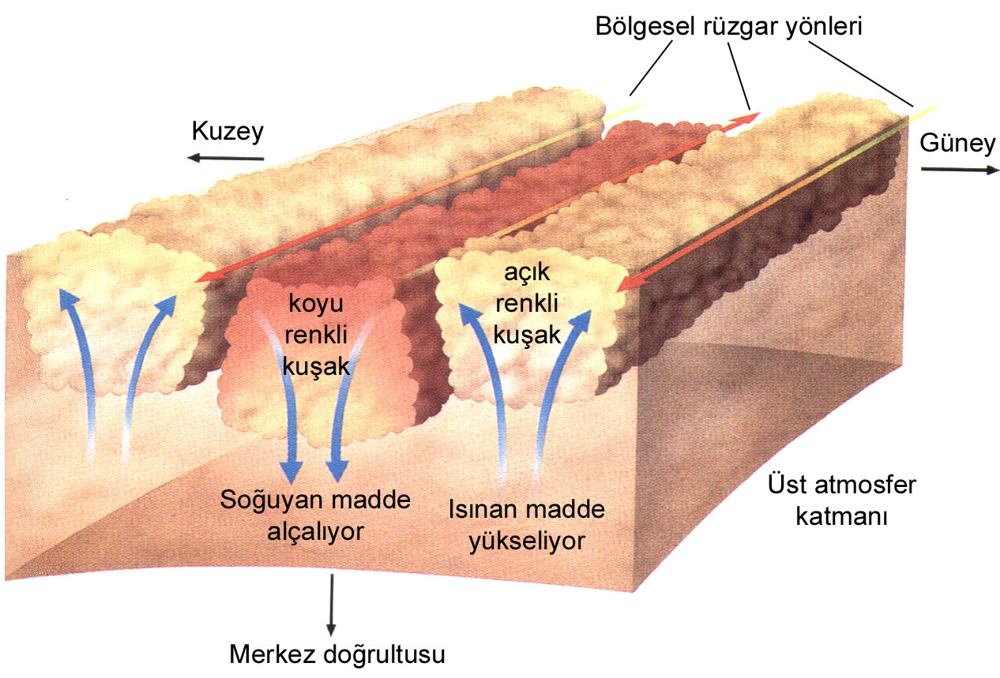 Bölgesel rüzgar yönleri
Kuzey
Güney
açık
renkli
kuşak
koyu
renkli
kuşak
Soğuyan madde
alçalıyor
Isınan madde
yükseliyor
Üst atmosfer
katmanı
Merkez doğrultusu